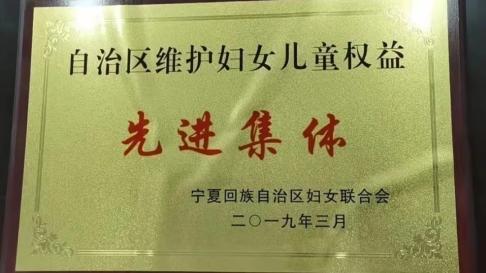 自治区维护妇女儿童权益
先进集体
宁夏回族自治区妇女联合会
二〇一九年三月